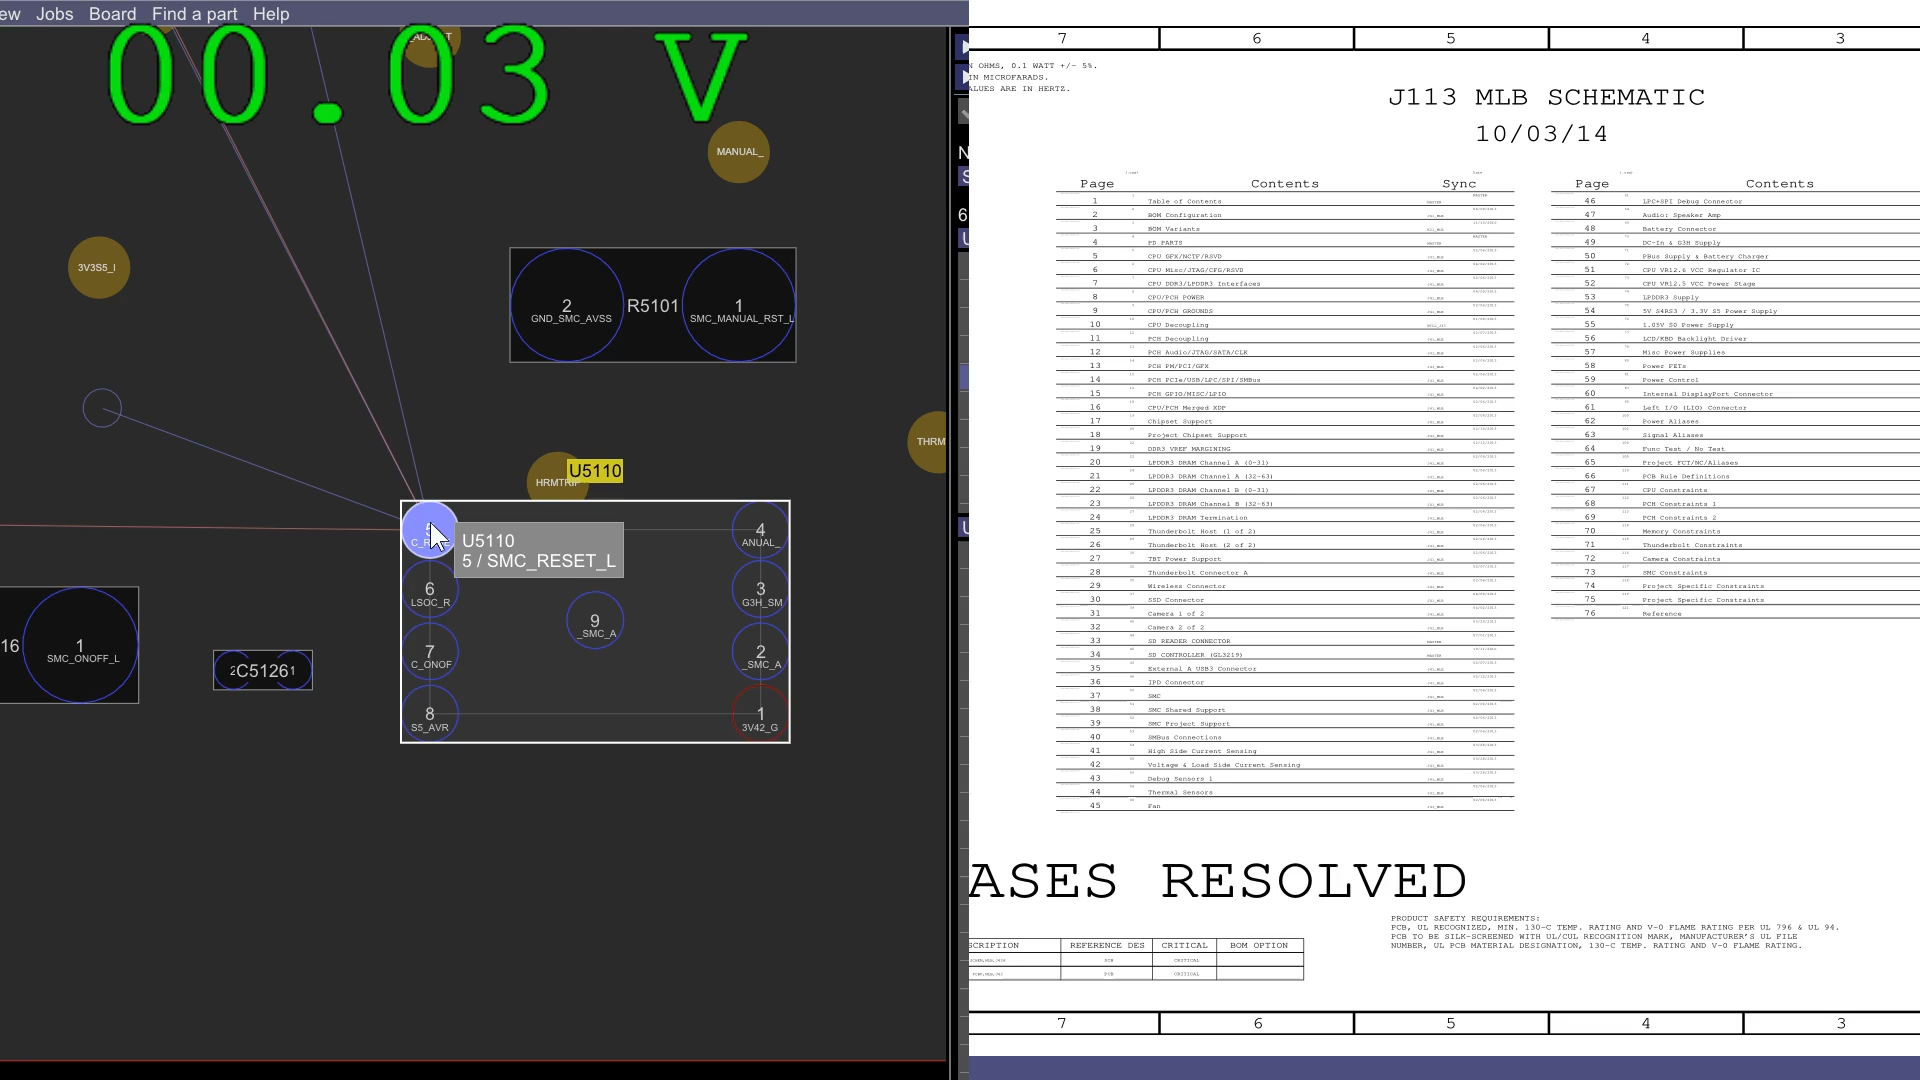 ew Jobs Board Find a part Help
00.03 V
MANUAL_
3V3S5_I
2
GND_SMC_AVSS
R5101
1
SMC_MANUAL_RST_L
THRM
HRMTRIP
U5110
U5110
5 / SMC_RESET_L
4
ANUAL_
6
LSOC_R
3
G3H_SM
9
_SMC_A
7
C_ONOF
2
_SMC_A
8
S5_AVR
1
3V42_G
16
1
SMC_ONOFF_L
2 C5126 1
7 6 5 4 3
N OHMS, 0.1 WATT +/- 5%.
IN MICROFARADS.
ALUES ARE IN HERTZ.
J113 MLB SCHEMATIC
10/03/14
Page Contents Sync
1 Table of Contents
2 BOM Configuration
3 BOM Variants
4 PD PARTS
5 CPU GFX/NCTF/RSVD
6 CPU Misc/JTAG/CFG/RSVD
7 CPU DDR3/LPDDR3 Interfaces
8 CPU/PCH POWER
9 CPU/PCH GROUNDS
10 CPU Decoupling
11 PCH Decoupling
12 PCH Audio/JTAG/SATA/CLK
13 PCH PM/PCI/GFX
14 PCH PCIe/USB/LPC/SPI/SMBus
15 PCH GPIO/MISC/LPIO
16 CPU/PCH Merged XDP
17 Chipset Support
18 Project Chipset Support
19 DDR3 VREF MARGINING
20 LPDDR3 DRAM Channel A (0-31)
21 LPDDR3 DRAM Channel A (32-63)
22 LPDDR3 DRAM Channel B (0-31)
23 LPDDR3 DRAM Channel B (32-63)
24 LPDDR3 DRAM Termination
25 Thunderbolt Host (1 of 2)
26 Thunderbolt Host (2 of 2)
27 TBT Power Support
28 Thunderbolt Connector A
29 Wireless Connector
30 SSD Connector
31 Camera 1 of 2
32 Camera 2 of 2
33 SD READER CONNECTOR
34 SD CONTROLLER (GL3219)
35 External A USB3 Connector
36 IPD Connector
37 SMC
38 SMC Shared Support
39 SMC Project Support
40 SMBus Connections
41 High Side Current Sensing
42 Voltage & Load Side Current Sensing
43 Debug Sensors 1
44 Thermal Sensors
45 Fan
Page Contents
46 LPC+SPI Debug Connector
47 Audio: Speaker Amp
48 Battery Connector
49 DC-In & G3H Supply
50 PBus Supply & Battery Charger
51 CPU VR12.6 VCC Regulator IC
52 CPU VR12.5 VCC Power Stage
53 LPDDR3 Supply
54 5V S4RS3 / 3.3V S5 Power Supply
55 1.05V S0 Power Supply
56 LCD/KBD Backlight Driver
57 Misc Power Supplies
58 Power FETs
59 Power Control
60 Internal DisplayPort Connector
61 Left I/O (LIO) Connector
62 Power Aliases
63 Signal Aliases
64 Func Test / No Test
65 Project FCT/NC/Aliases
66 PCB Rule Definitions
67 CPU Constraints
68 PCH Constraints 1
69 PCH Constraints 2
70 Memory Constraints
71 Thunderbolt Constraints
72 Camera Constraints
73 SMC Constraints
74 Project Specific Constraints
75 Project Specific Constraints
76 Reference
ASES RESOLVED
PRODUCT SAFETY REQUIREMENTS:
PCB, UL RECOGNIZED, MIN. 130-C TEMP. RATING AND V-0 FLAME RATING PER UL 796 & UL 94.
PCB TO BE SILK-SCREENED WITH UL/CUL RECOGNITION MARK, MANUFACTURER'S UL FILE
NUMBER, UL PCB MATERIAL DESIGNATION, 130-C TEMP. RATING AND V-0 FLAME RATING.
SCRIPTION REFERENCE DES CRITICAL BOM OPTION
SCH CRITICAL
PCB CRITICAL
7 6 5 4 3